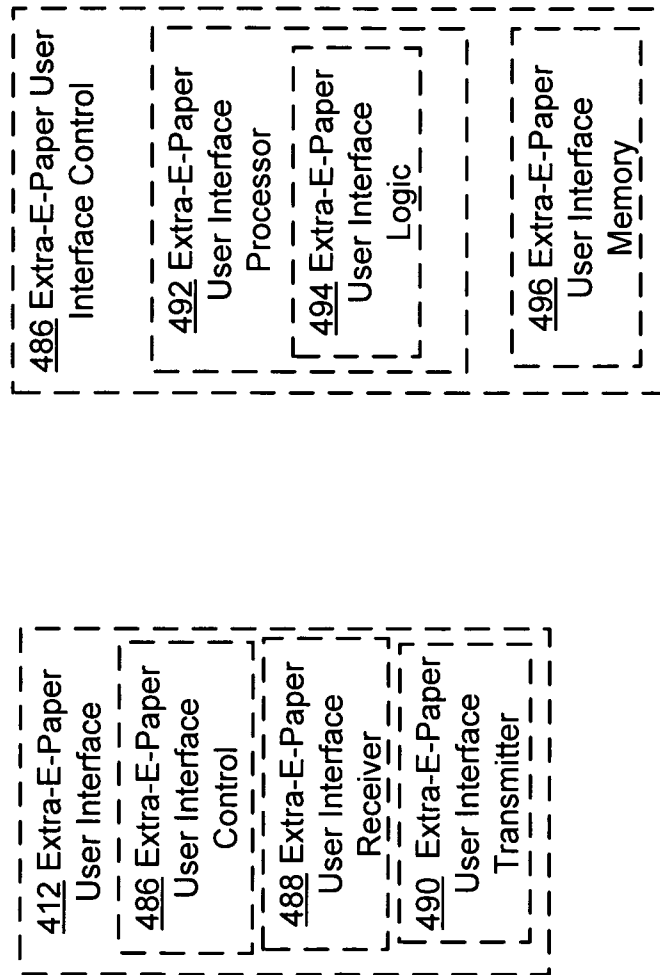 412 Extra-E-Paper
User Interface
486 Extra-E-Paper
User Interface
Control
488 Extra-E-Paper
User Interface
Receiver
490 Extra-E-Paper
User Interface
Transmitter
486 Extra-E-Paper User
Interface Control
492 Extra-E-Paper
User Interface
Processor
494 Extra-E-Paper
User Interface
Logic
496 Extra-E-Paper
User Interface
Memory